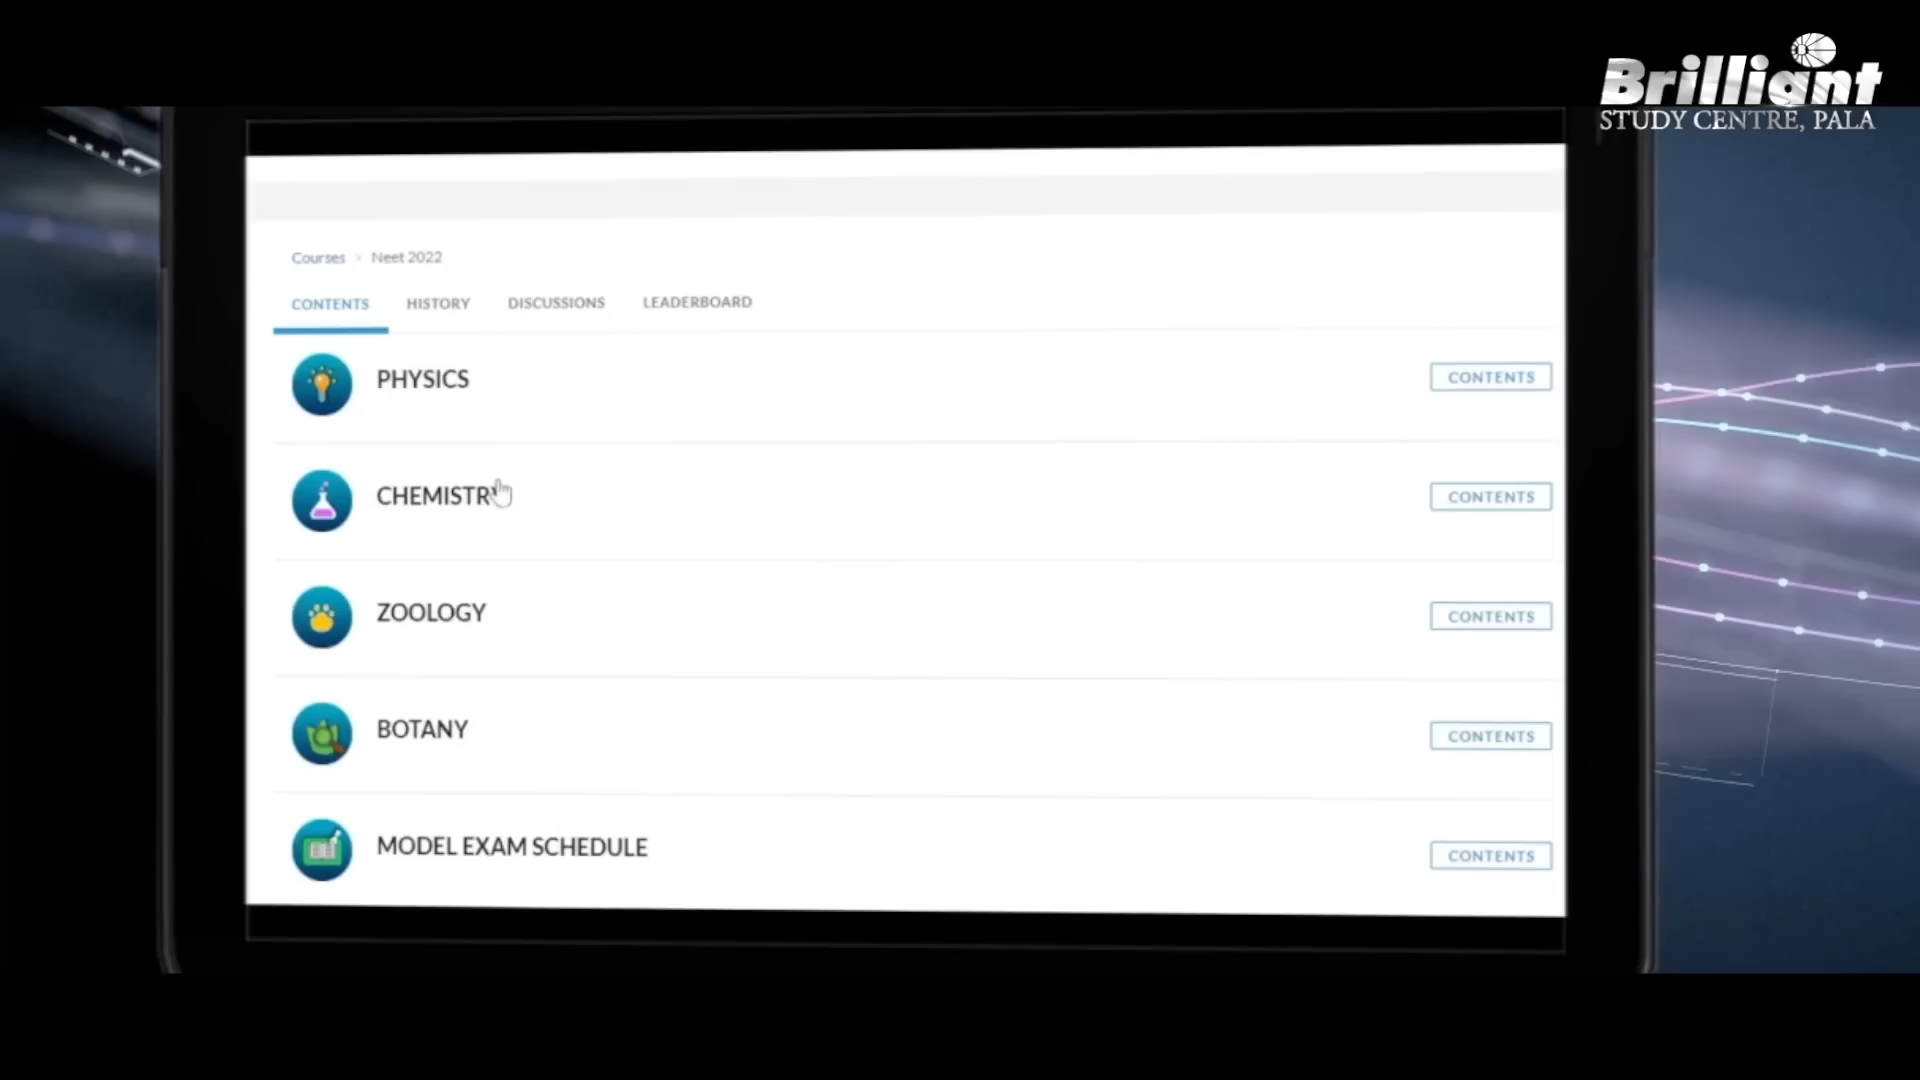 Brilliant
STUDY CENTRE, PALA
Courses > Neet 2022
CONTENTS HISTORY DISCUSSIONS LEADERBOARD
PHYSICS CONTENTS
CHEMISTRY CONTENTS
ZOOLOGY CONTENTS
BOTANY CONTENTS
MODEL EXAM SCHEDULE CONTENTS